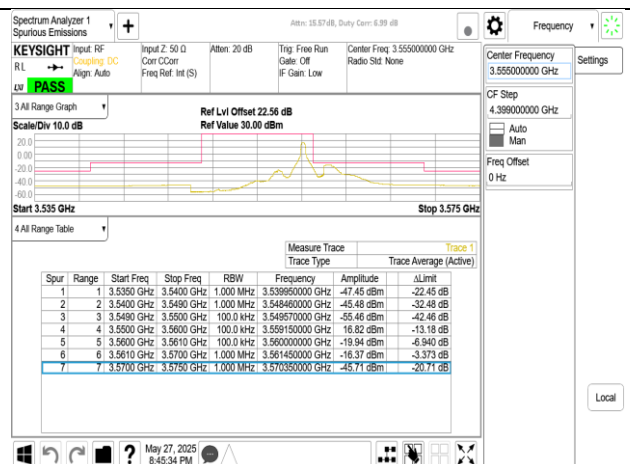 Spectrum Analyzer 1
Spurious Emissions
Attn: 15.57dB, Duty Corr: 6.99 dB
Frequency
KEYSIGHT
Input: RF
Input Z: 50 Ω
Atten: 20 dB
Trig: Free Run
Center Freq: 3.555000000 GHz
RL
Coupling: DC
Corr CCorr
Gate: Off
Radio Std: None
Align: Auto
Freq Ref: Int (S)
IF Gain: Low
LXI
PASS
Center Frequency
3.555000000 GHz
Settings
CF Step
4.399000000 GHz
Auto
Man
Freq Offset
0 Hz
3 All Range Graph
Ref Lvl Offset 22.56 dB
Scale/Div 10.0 dB
Ref Value 30.00 dBm
20.0
0.00
-20.0
-40.0
-60.0
Start 3.535 GHz
Stop 3.575 GHz
4 All Range Table
Measure Trace Trace 1
Trace Type Trace Average (Active)
Spur Range Start Freq Stop Freq RBW Frequency Amplitude ΔLimit
1 1 3.5350 GHz 3.5400 GHz 1.000 MHz 3.539950000 GHz -47.45 dBm -22.45 dB
2 2 3.5400 GHz 3.5490 GHz 1.000 MHz 3.548460000 GHz -45.48 dBm -32.48 dB
3 3 3.5490 GHz 3.5500 GHz 100.0 kHz 3.549570000 GHz -55.46 dBm -42.46 dB
4 4 3.5500 GHz 3.5600 GHz 100.0 kHz 3.559150000 GHz 16.82 dBm -13.18 dB
5 5 3.5600 GHz 3.5610 GHz 100.0 kHz 3.560000000 GHz -19.94 dBm -6.940 dB
6 6 3.5610 GHz 3.5700 GHz 1.000 MHz 3.561450000 GHz -16.37 dBm -3.373 dB
7 7 3.5700 GHz 3.5750 GHz 1.000 MHz 3.570350000 GHz -45.71 dBm -20.71 dB
Local
?
May 27, 2025
8:45:34 PM